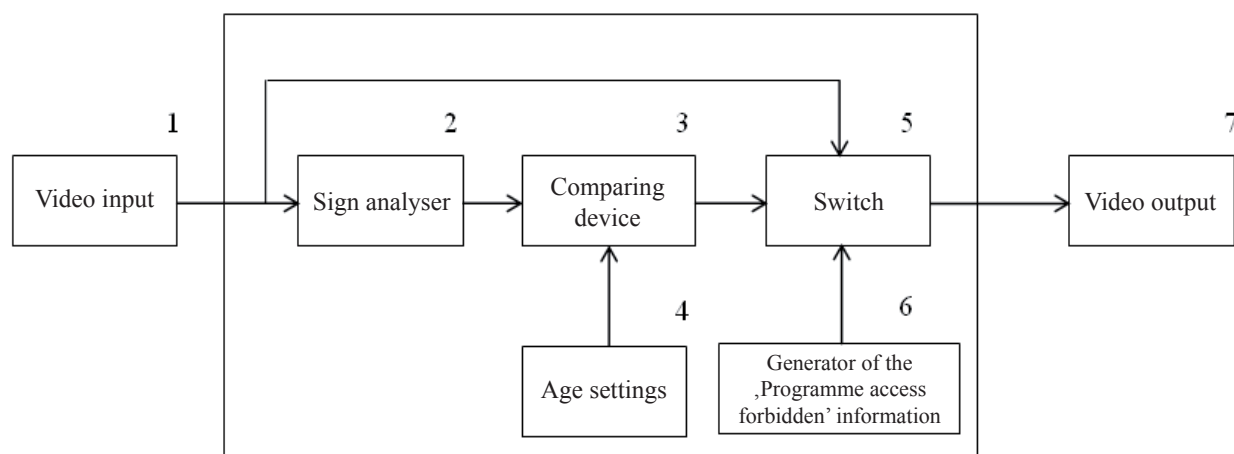 1
2
3
5
7
Video input
Sign analyser
Comparing
device
Switch
Video output
4
6
Age settings
Generator of the
‚Programme access
forbidden’ information